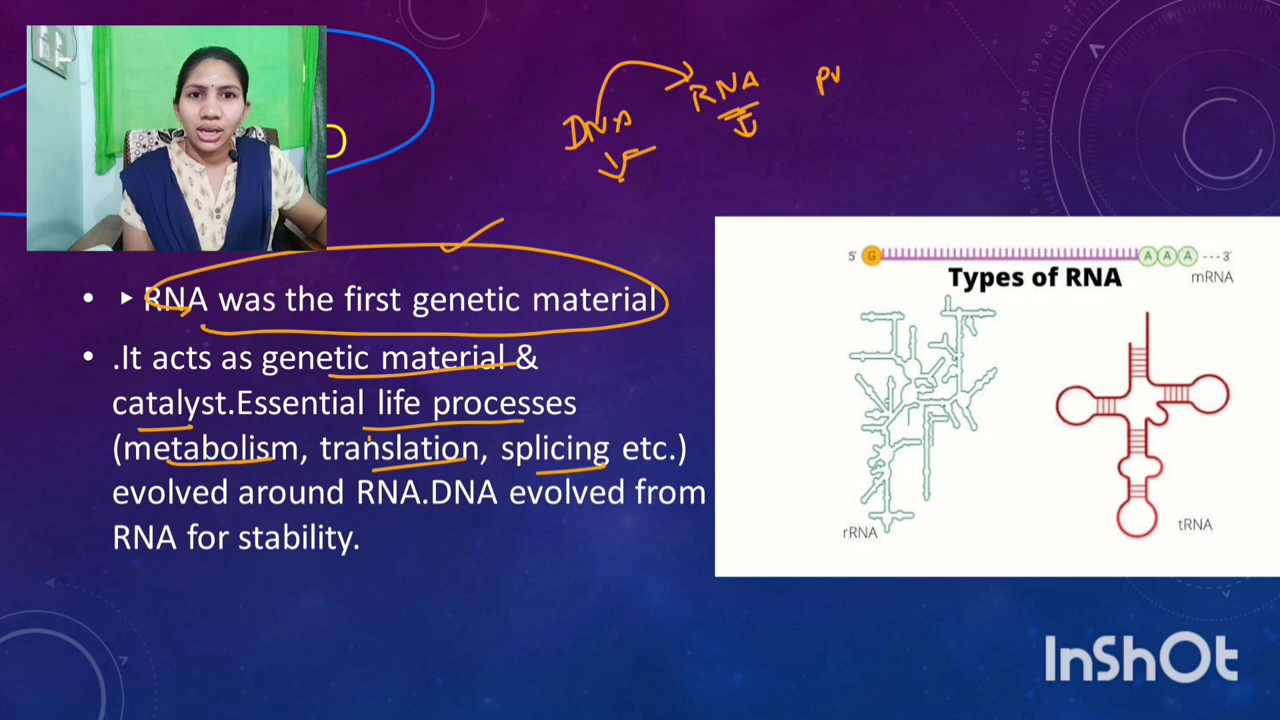 DNA
RNA
▶ RNA was the first genetic material
.It acts as genetic material &
catalyst.Essential life processes
(metabolism, translation, splicing etc.)
evolved around RNA.DNA evolved from
RNA for stability.
5' G A A A --- 3'
Types of RNA
mRNA
rRNA
tRNA
InShOt